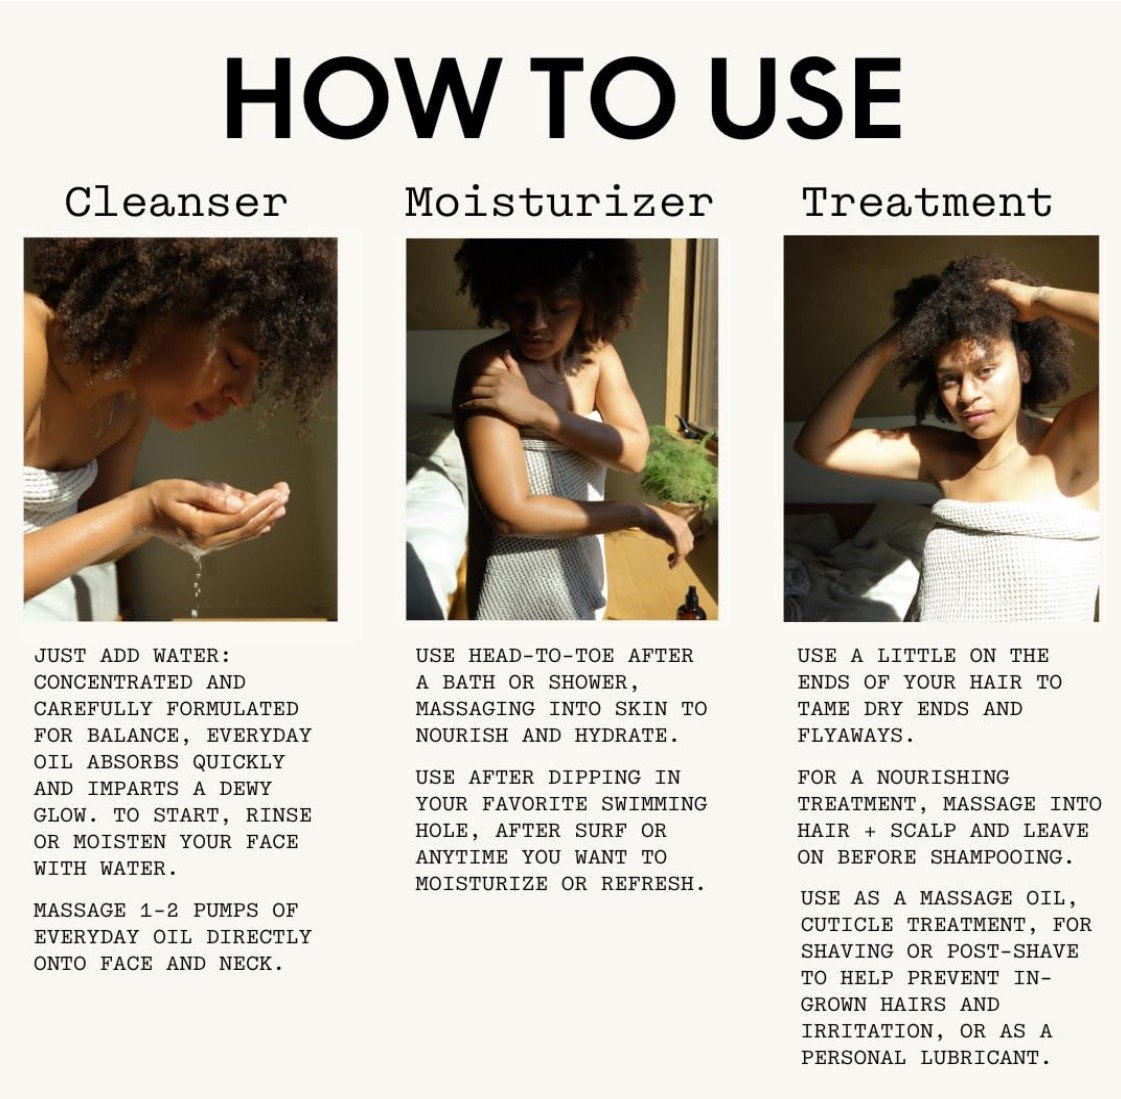 HOW TO USE
Cleanser
JUST ADD WATER:
CONCENTRATED AND
CAREFULLY FORMULATED
FOR BALANCE, EVERYDAY
OIL ABSORBS QUICKLY
AND IMPARTS A DEWY
GLOW. TO START, RINSE
OR MOISTEN YOUR FACE
WITH WATER.
MASSAGE 1-2 PUMPS OF
EVERYDAY OIL DIRECTLY
ONTO FACE AND NECK.
Moisturizer
USE HEAD-TO-TOE AFTER
A BATH OR SHOWER,
MASSAGING INTO SKIN TO
NOURISH AND HYDRATE.
USE AFTER DIPPING IN
YOUR FAVORITE SWIMMING
HOLE, AFTER SURF OR
ANYTIME YOU WANT TO
MOISTURIZE OR REFRESH.
Treatment
USE A LITTLE ON THE
ENDS OF YOUR HAIR TO
TAME DRY ENDS AND
FLYAWAYS.
FOR A NOURISHING
TREATMENT, MASSAGE INTO
HAIR + SCALP AND LEAVE
ON BEFORE SHAMPOOING.
USE AS A MASSAGE OIL,
CUTICLE TREATMENT, FOR
SHAVING OR POST-SHAVE
TO HELP PREVENT IN-
GROWN HAIRS AND
IRRITATION, OR AS A
PERSONAL LUBRICANT.